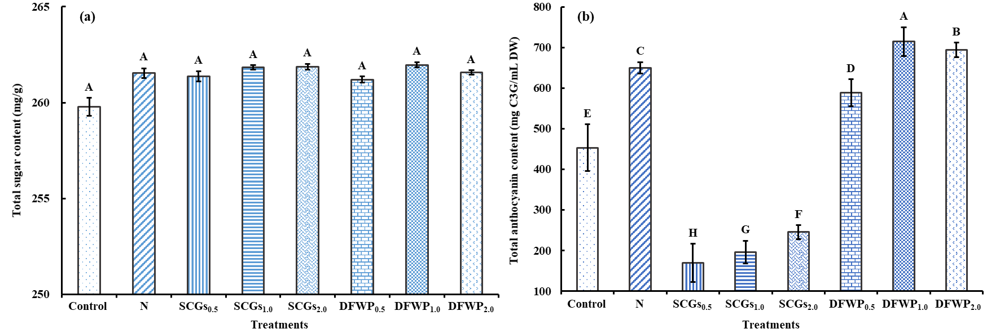 (a)
Total sugar content (mg/g)
265
260
255
250
A A A A A A A A
Control N SCGs0.5 SCGs1.0 SCGs2.0 DFWP0.5 DFWP1.0 DFWP2.0
Treatments
(b)
Total anthocyanin content (mg C3G/mL DW)
800
700
600
500
400
300
200
100
E C H G F D A B
Control N SCGs0.5 SCGs1.0 SCGs2.0 DFWP0.5 DFWP1.0 DFWP2.0
Treatments